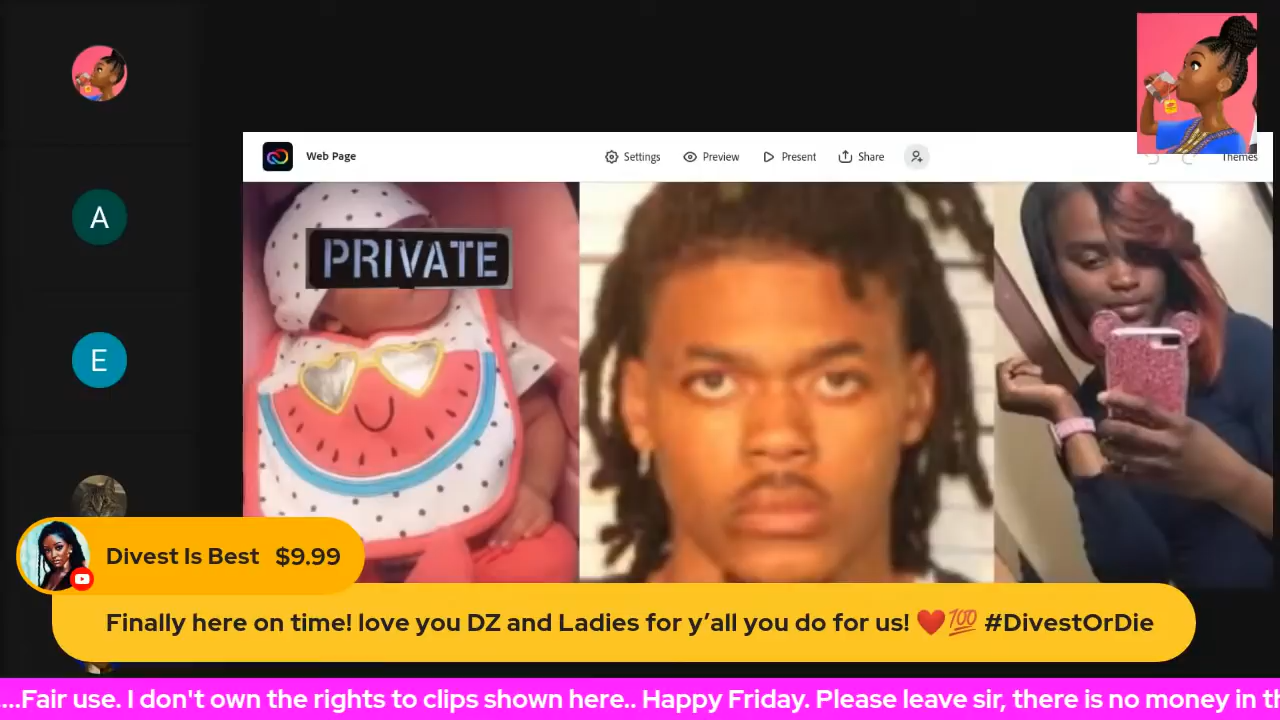 Web Page
Settings
Preview
Present
Share
Themes
A
PRIVATE
E
Divest Is Best $9.99
Finally here on time! love you DZ and Ladies for y’all you do for us! ❤️💯 #DivestOrDie
....Fair use. I don't own the rights to clips shown here.. Happy Friday. Please leave sir, there is no money in th